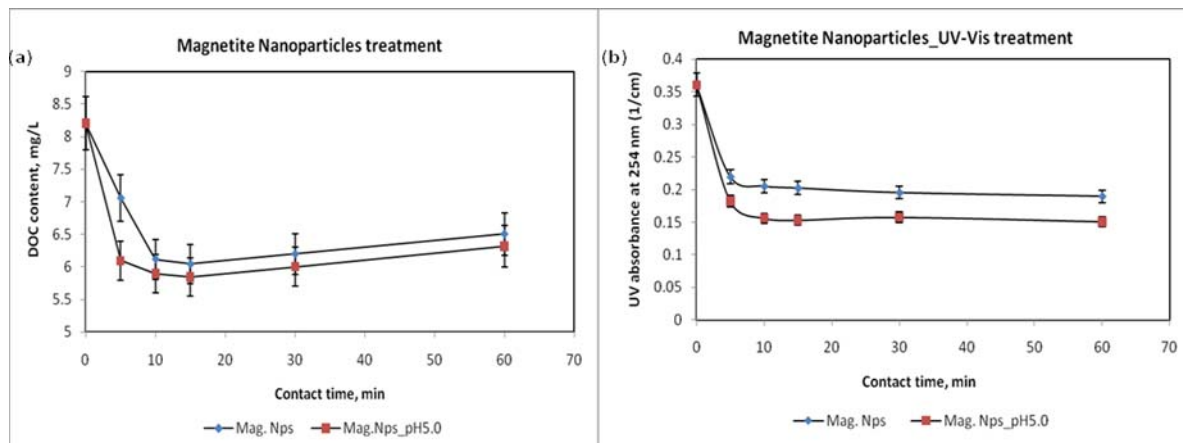 (a)
Magnetite Nanoparticles treatment
DOC content, mg/L
9
8.5
8
7.5
7
6.5
6
5.5
5
0 10 20 30 40 50 60 70
Contact time, min
Mag. Nps Mag.Nps_pH5.0
(b)
Magnetite Nanoparticles_UV-Vis treatment
UV absorbance at 254 nm (1/cm)
0.4
0.35
0.3
0.25
0.2
0.15
0.1
0.05
0
0 10 20 30 40 50 60 70
Contact time, min
Mag. Nps Mag. Nps_pH5.0